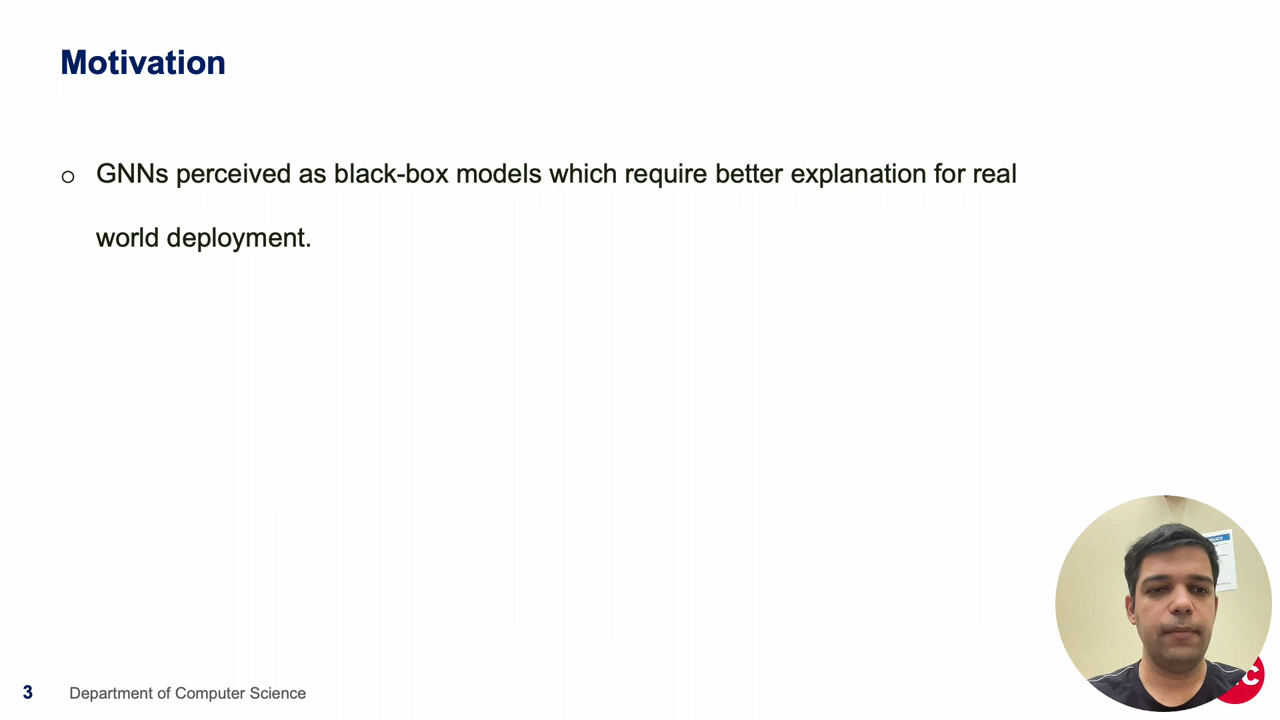 Motivation
GNNs perceived as black-box models which require better explanation for real
world deployment.
3 Department of Computer Science